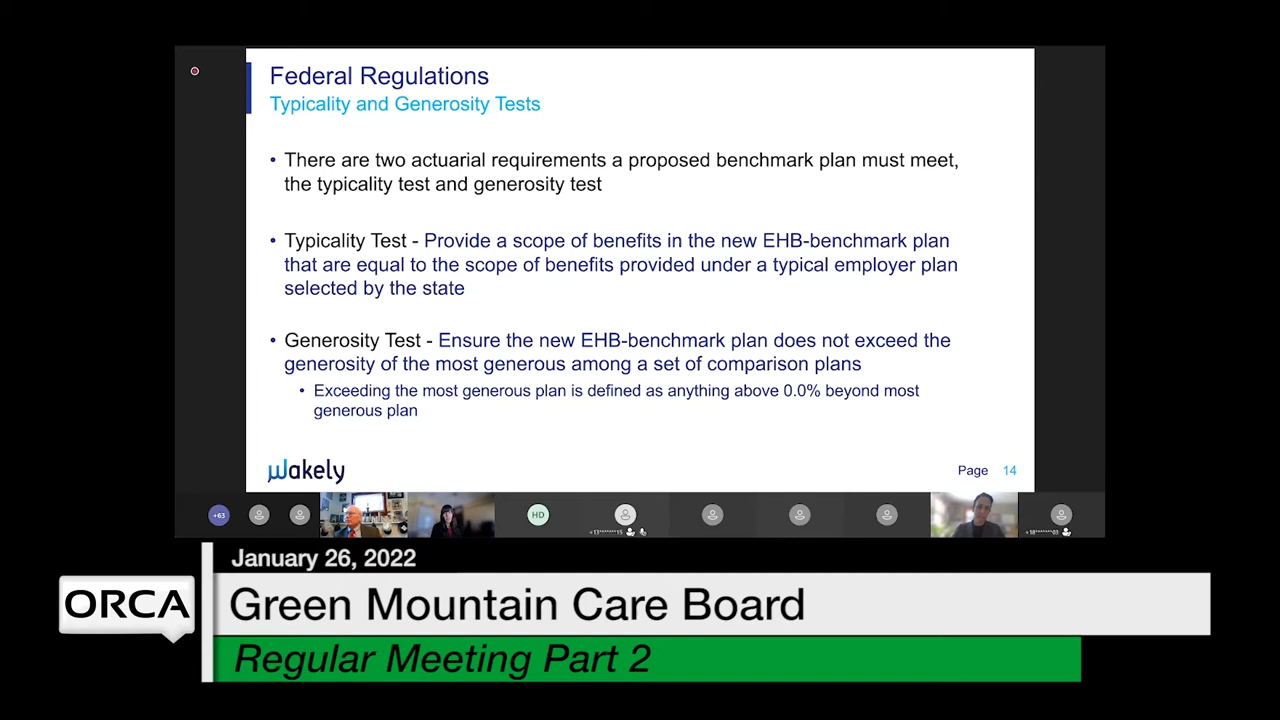 Federal Regulations
Typicality and Generosity Tests
• There are two actuarial requirements a proposed benchmark plan must meet,
the typicality test and generosity test
• Typicality Test - Provide a scope of benefits in the new EHB-benchmark plan
that are equal to the scope of benefits provided under a typical employer plan
selected by the state
• Generosity Test - Ensure the new EHB-benchmark plan does not exceed the
generosity of the most generous among a set of comparison plans
• Exceeding the most generous plan is defined as anything above 0.0% beyond most
generous plan
wakely
Page 14
+63
HD
January 26, 2022
ORCA
Green Mountain Care Board
Regular Meeting Part 2